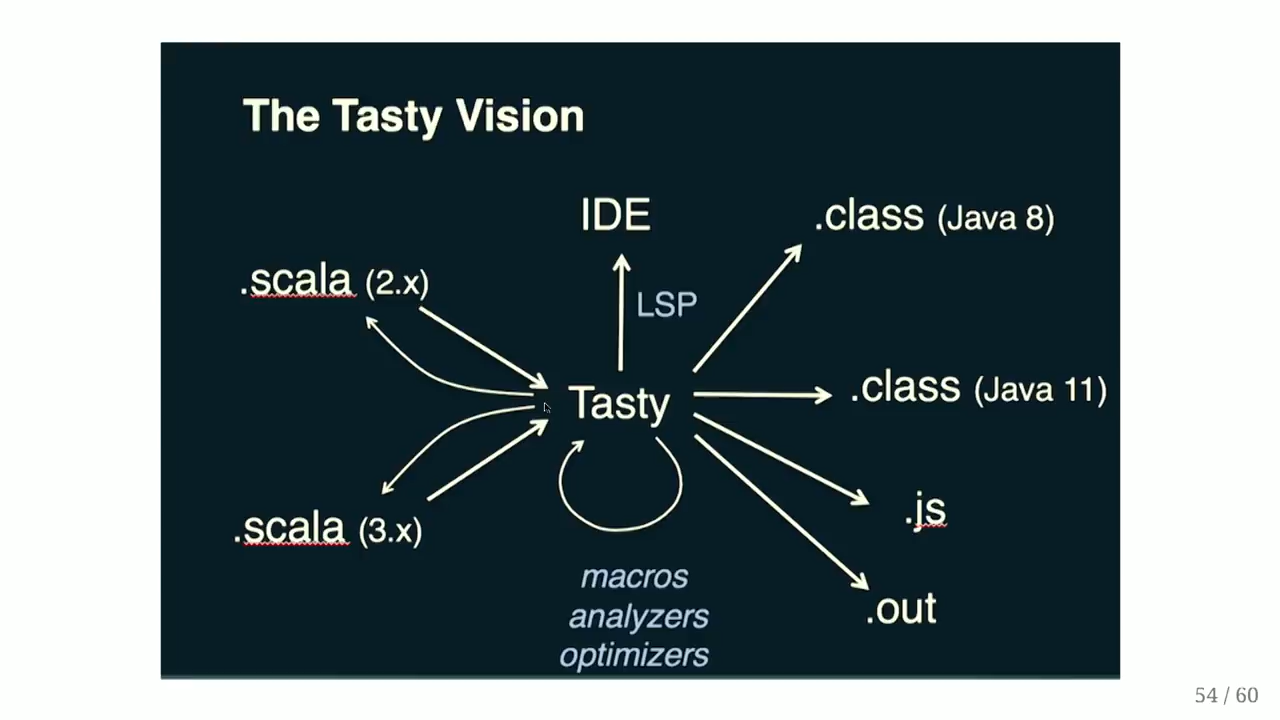 The Tasty Vision
IDE
.class (Java 8)
.scala (2.x)
LSP
Tasty
.class (Java 11)
.scala (3.x)
.js
macros
analyzers
optimizers
.out
54 / 60